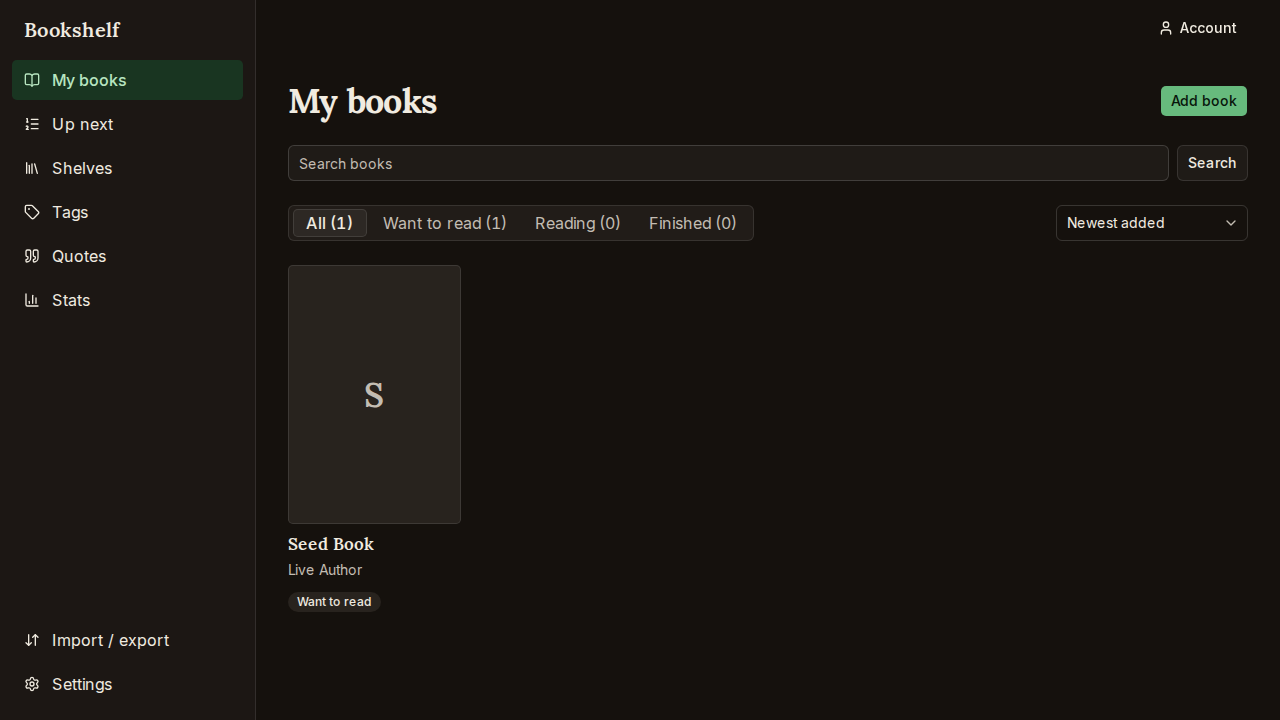 Bookshelf
My books
Up next
Shelves
Tags
Quotes
Stats
Import / export
Settings
Account
My books
Add book
Search books
Search
All (1)
Want to read (1)
Reading (0)
Finished (0)
Newest added
S
Seed Book
Live Author
Want to read